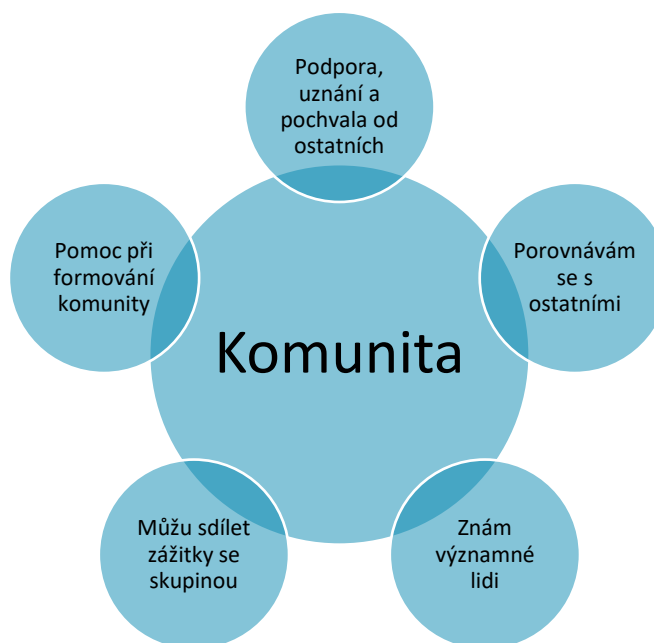 Podpora,
uznání a
pochvala od
ostatních
Pomoc při
formování
komunity
Porovnávám
se s
ostatními
Komunita
Můžu sdílet
zážitky se
skupinou
Znám
významné
lidi